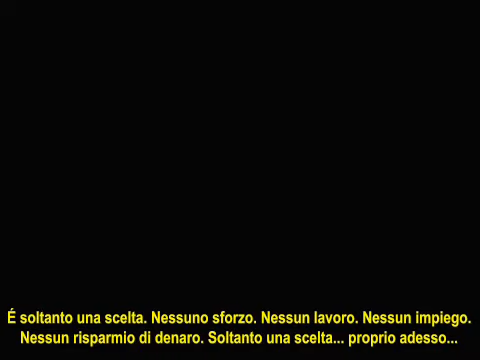 É soltanto una scelta. Nessuno sforzo. Nessun lavoro. Nessun impiego.
Nessun risparmio di denaro. Soltanto una scelta... proprio adesso...